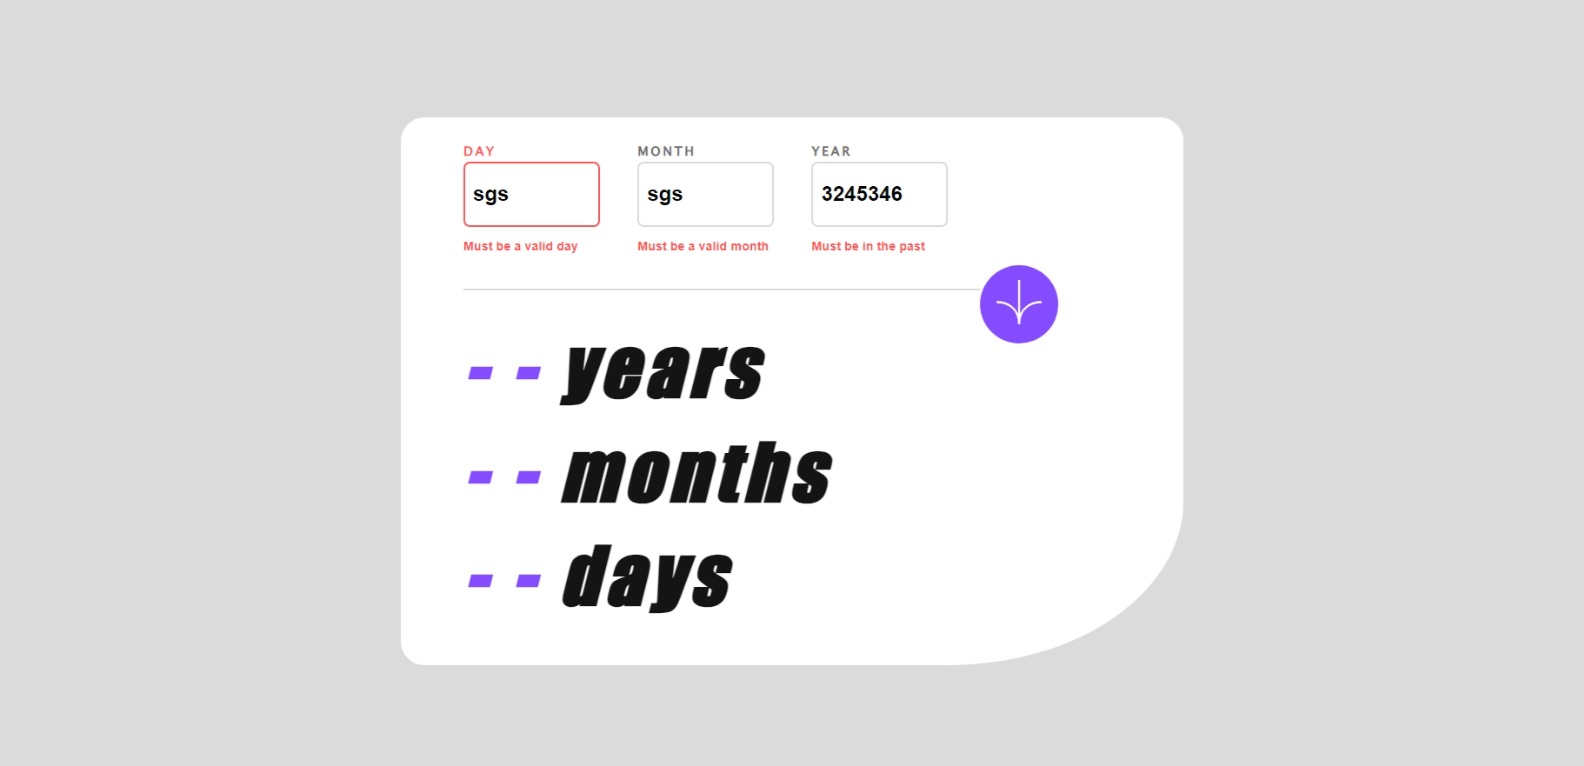 DAY MONTH YEAR
sgs sgs 3245346
Must be a valid day Must be a valid month Must be in the past
- - years
- - months
- - days